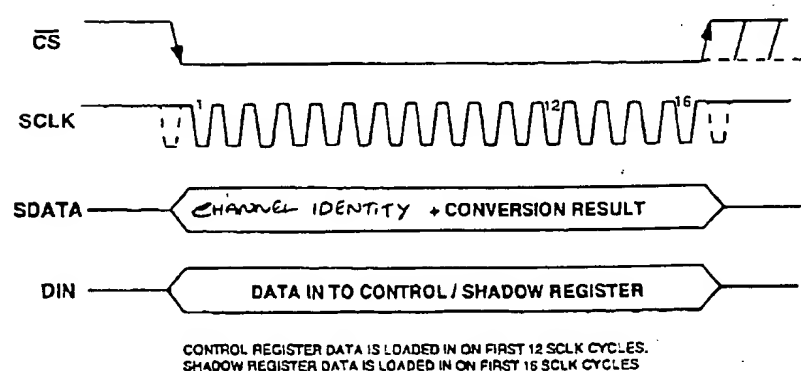 CS
SCLK
1 12 16
SDATA
CHANNEL IDENTITY + CONVERSION RESULT
DIN
DATA IN TO CONTROL / SHADOW REGISTER
CONTROL REGISTER DATA IS LOADED IN ON FIRST 12 SCLK CYCLES.
SHADOW REGISTER DATA IS LOADED IN ON FIRST 16 SCLK CYCLES